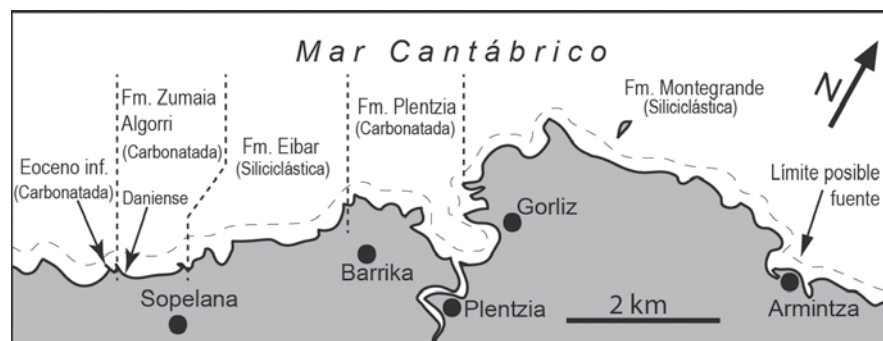 Mar Cantábrico
Fm. Zumaia
Algorri
(Carbonatada)
Eoceno inf.
(Carbonatada)
Daniense
Fm. Eibar
(Siliciclástica)
Fm. Plentzia
(Carbonatada)
Fm. Montegrande
(Siliciclástica)
N
Límite posible
fuente
Gorliz
Barrika
Sopelana
Plentzia
2 km
Armintza